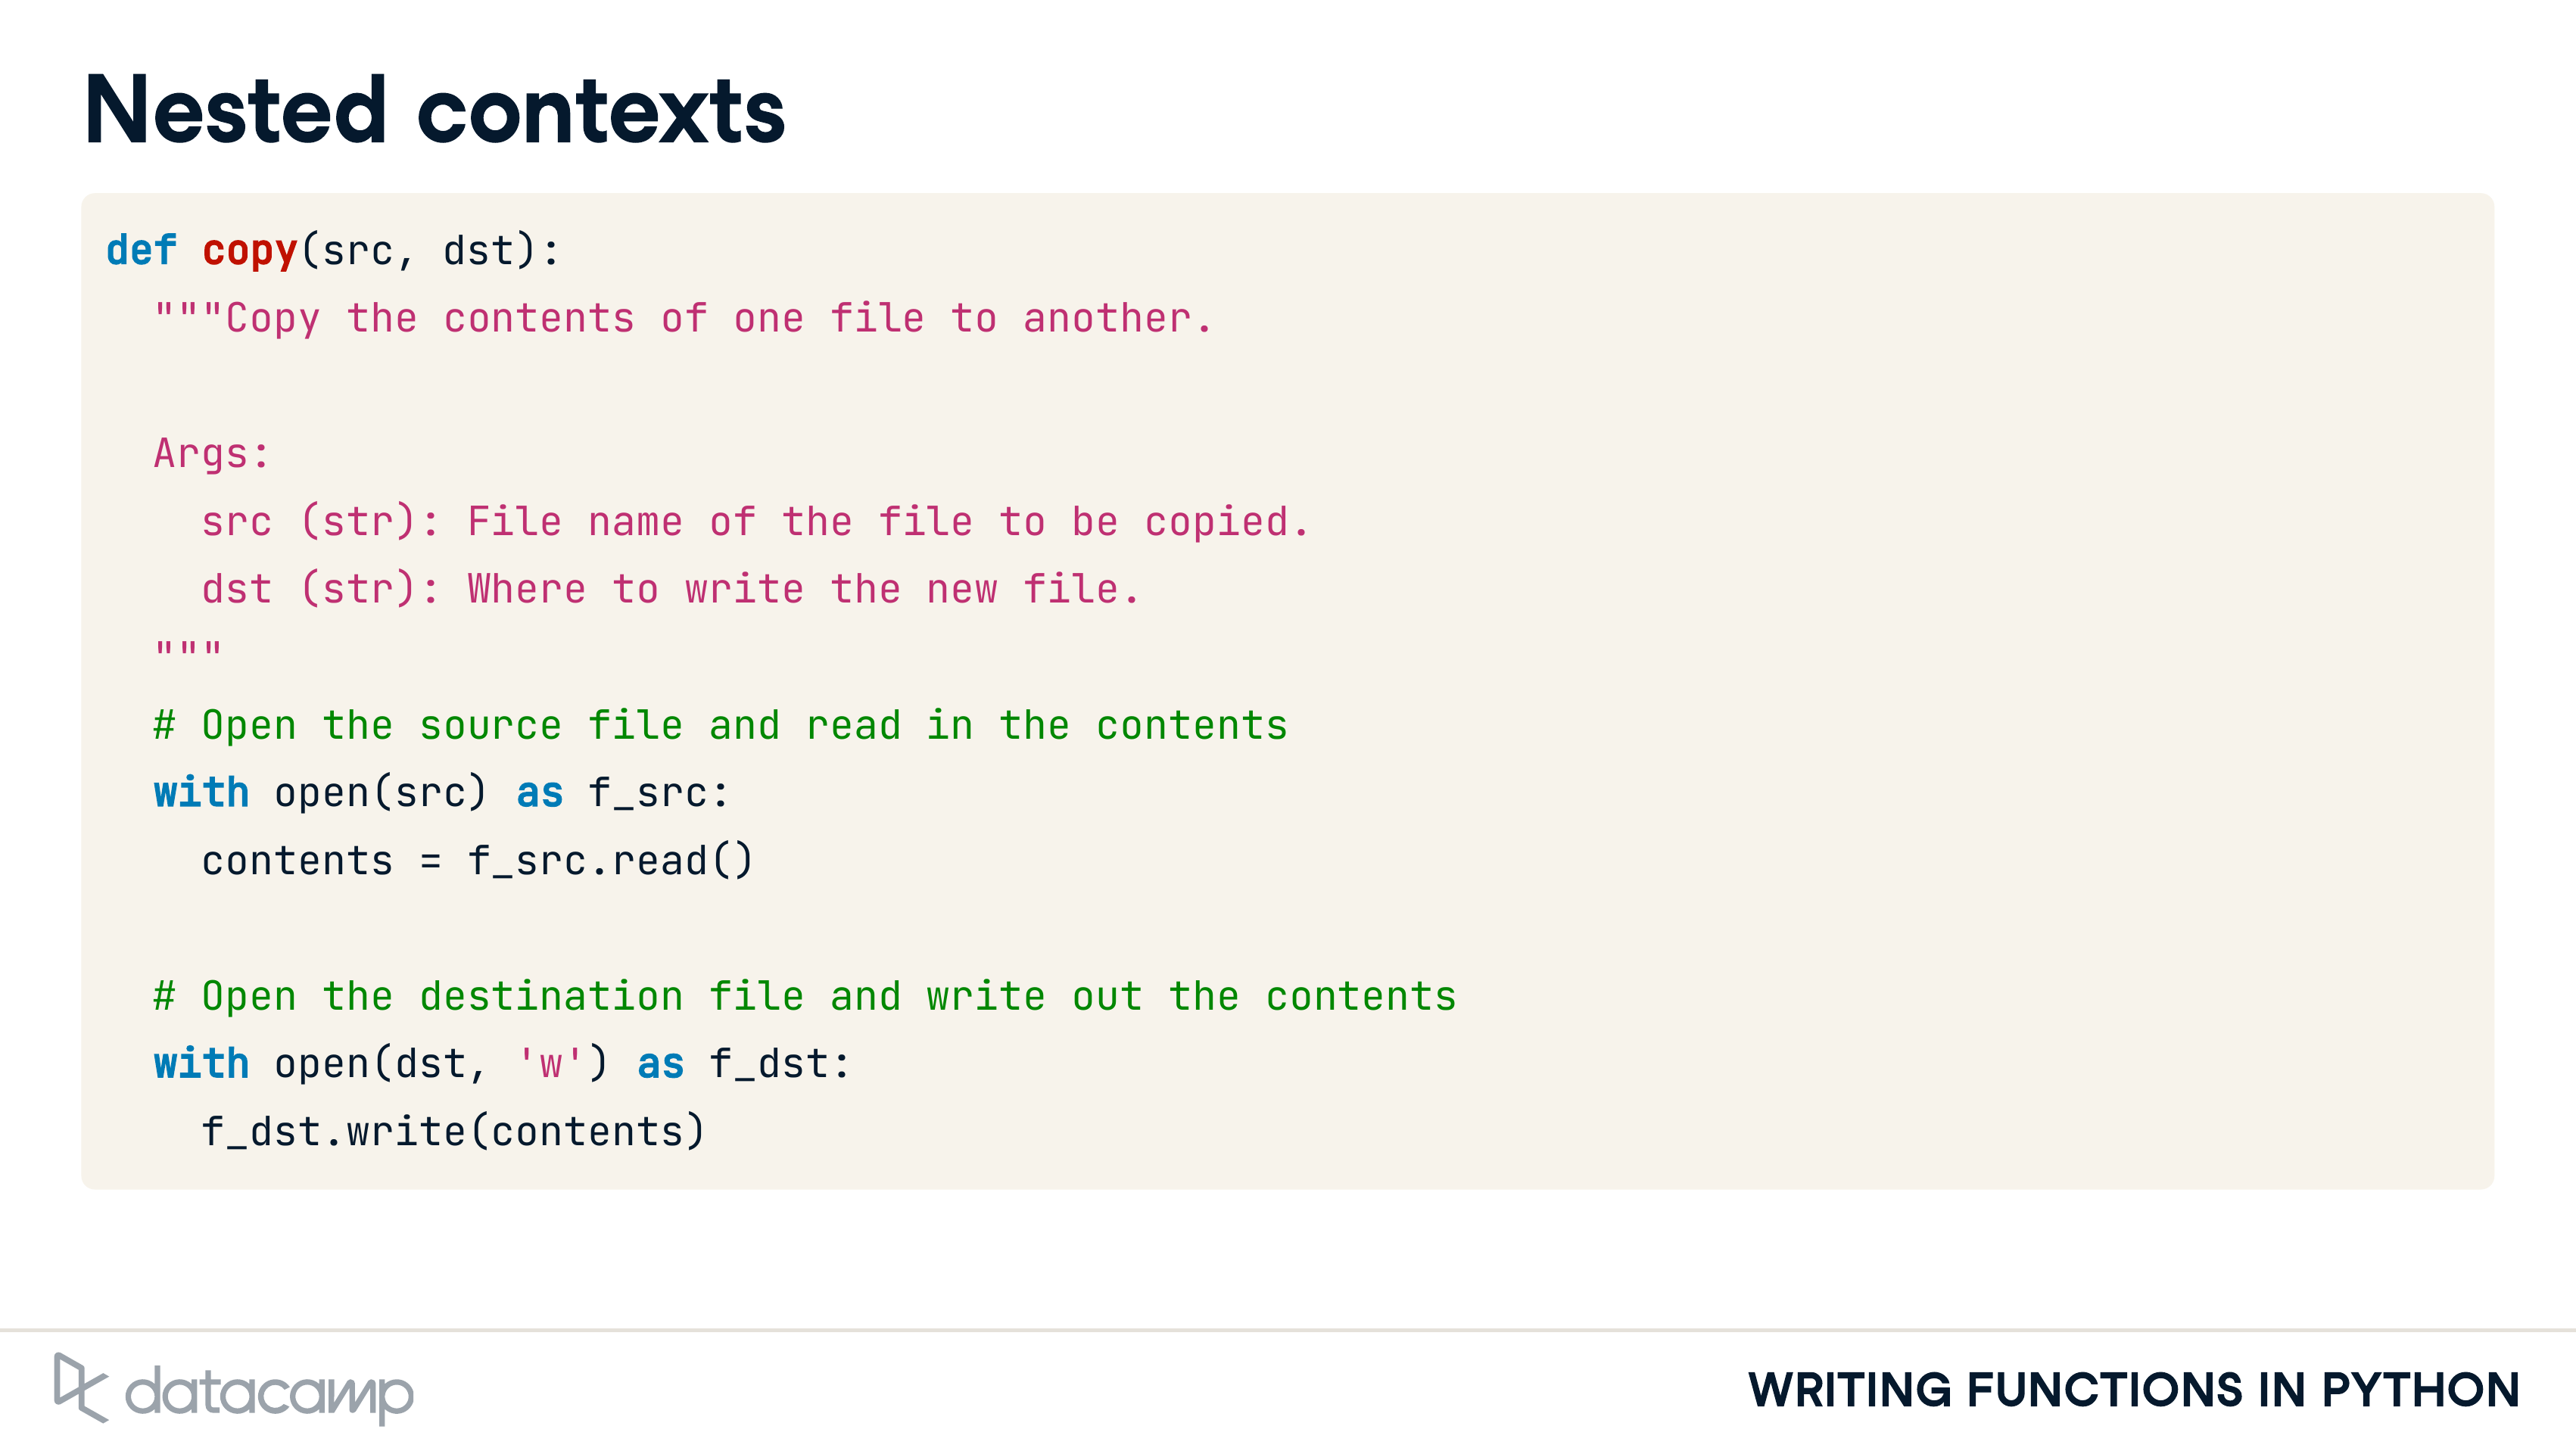 Nested contexts
def copy(src, dst):
  """Copy the contents of one file to another.

  Args:
    src (str): File name of the file to be copied.
    dst (str): Where to write the new file.
  """
  # Open the source file and read in the contents
  with open(src) as f_src:
    contents = f_src.read()

  # Open the destination file and write out the contents
  with open(dst, 'w') as f_dst:
    f_dst.write(contents)
datacamp
WRITING FUNCTIONS IN PYTHON